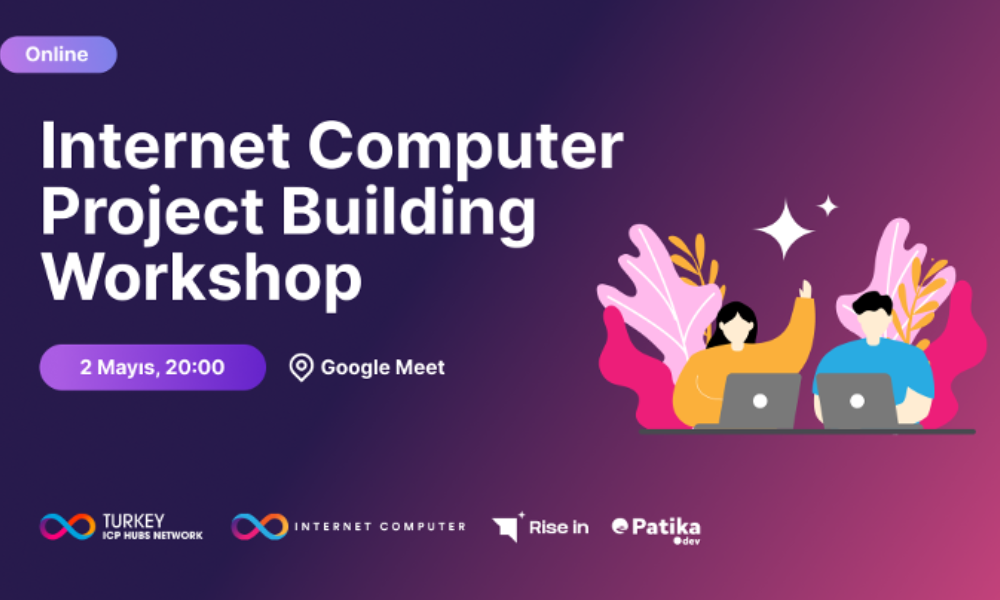 Online
Internet Computer
Project Building
Workshop
2 Mayıs, 20:00
Google Meet
TURKEY
ICP HUBS NETWORK
INTERNET COMPUTER
Rise in
Patika
dev